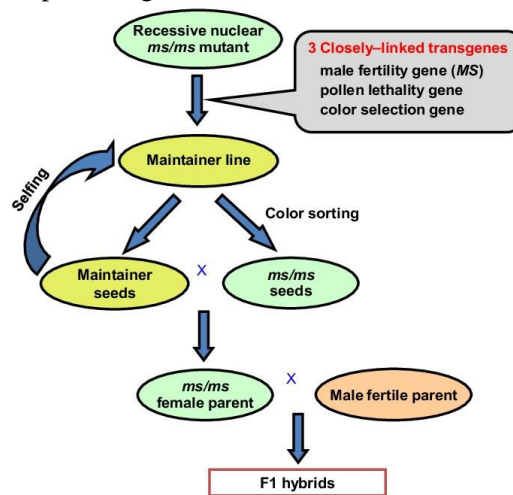 Recessive nuclear
ms/ms mutant
3 Closely–linked transgenes
male fertility gene (MS)
pollen lethality gene
color selection gene
Maintainer line
Selfing
Color sorting
Maintainer
seeds
X
ms/ms
seeds
ms/ms
female parent
X
Male fertile parent
F1 hybrids